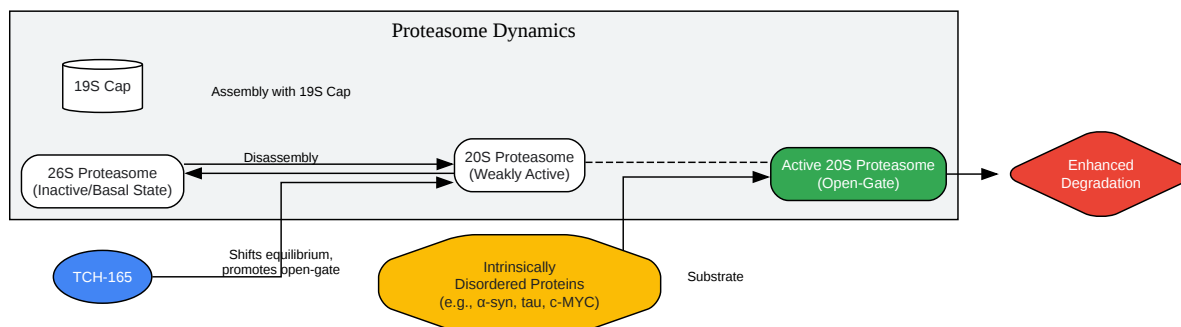 Proteasome Dynamics
19S Cap
Assembly with 19S Cap
Disassembly
26S Proteasome
(Inactive/Basal State)
20S Proteasome
(Weakly Active)
Active 20S Proteasome
(Open-Gate)
Enhanced
Degradation
TCH-165
Shifts equilibrium,
promotes open-gate
Intrinsically
Disordered Proteins
(e.g., α-syn, tau, c-MYC)
Substrate